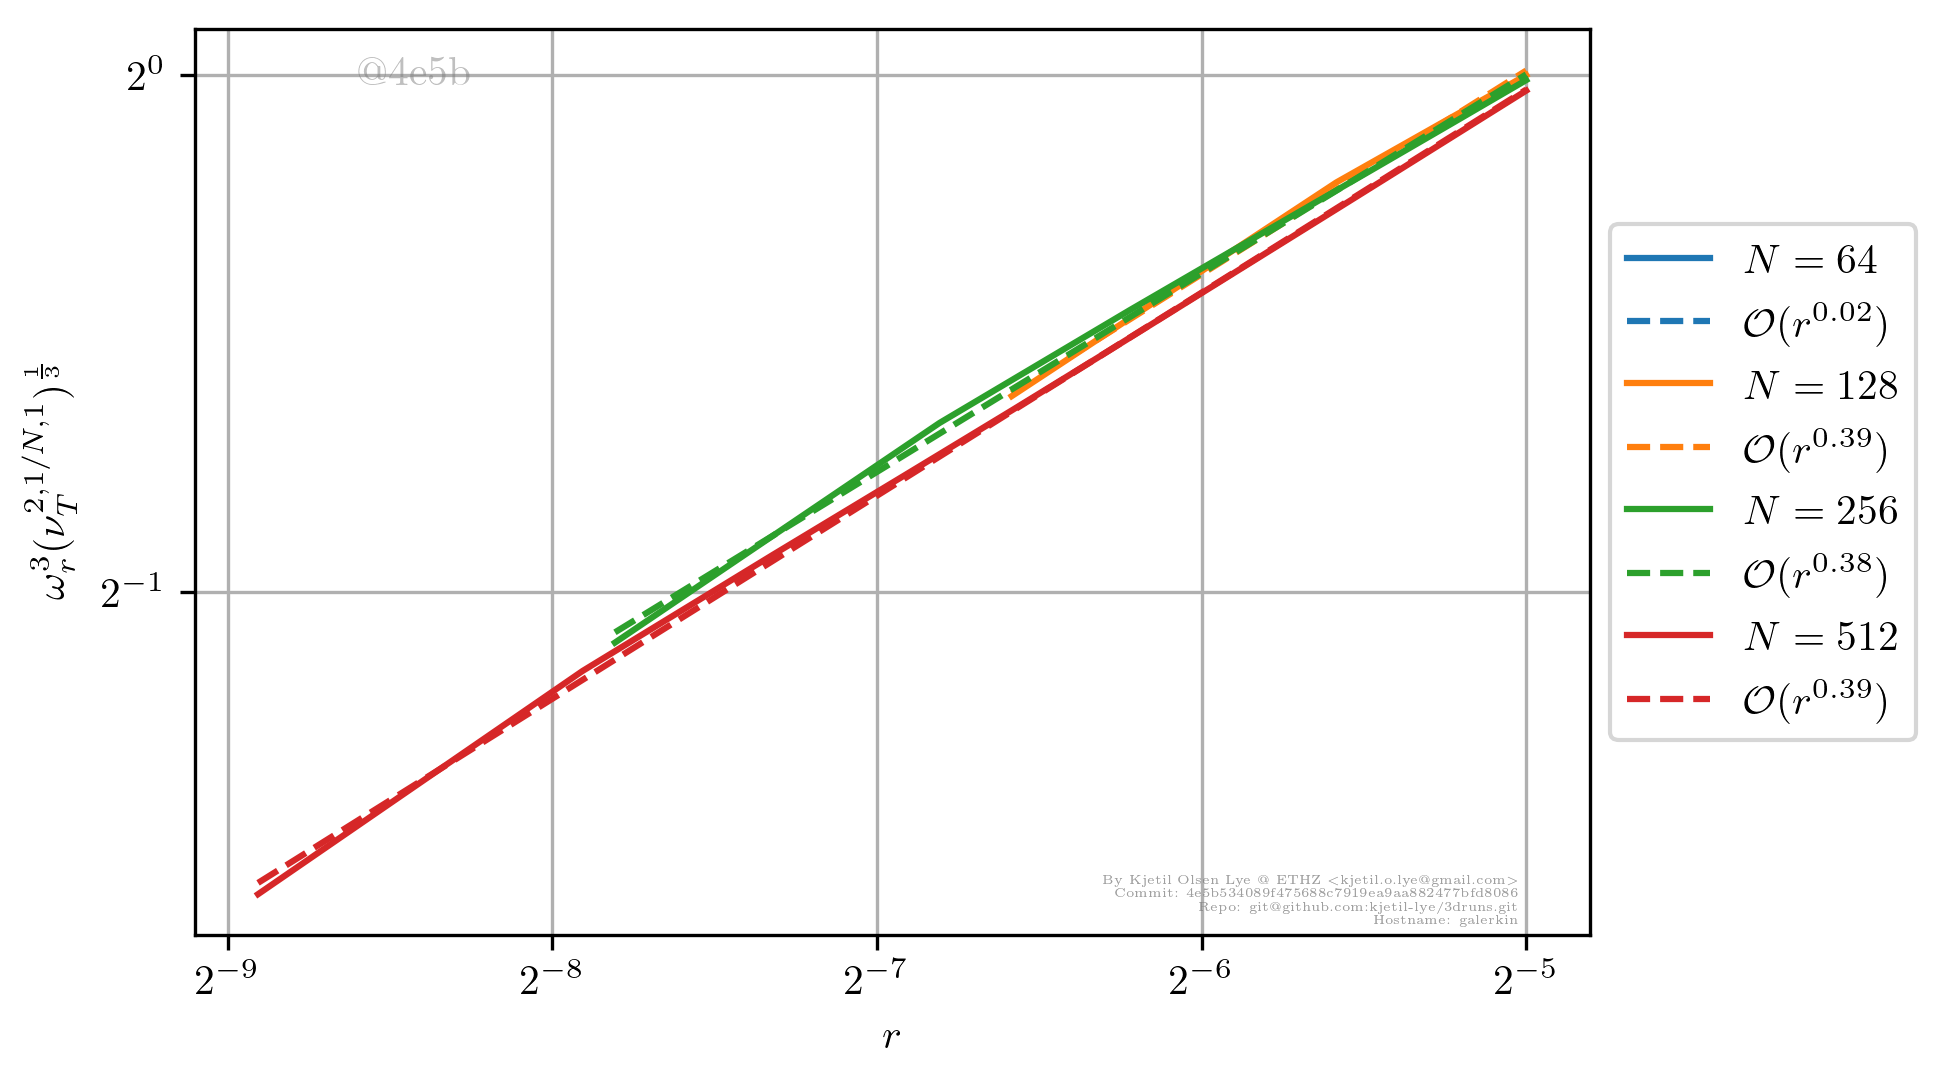 @4e5b
2^0
2^{-1}
ω_r^3(ν_T^{2,1/N,1})^{1/3}
N = 64
𝒪(r^{0.02})
N = 128
𝒪(r^{0.39})
N = 256
𝒪(r^{0.38})
N = 512
𝒪(r^{0.39})
By Kjetil Olsen Lye @ ETHZ <kjetil.o.lye@gmail.com>
Commit: 4e5b534089f475688c7919ea9aa882477bfd8086
Repo: git@github.com:kjetil-lye/3druns.git
Hostname: galerkin
2^{-9} 2^{-8} 2^{-7} 2^{-6} 2^{-5}
r